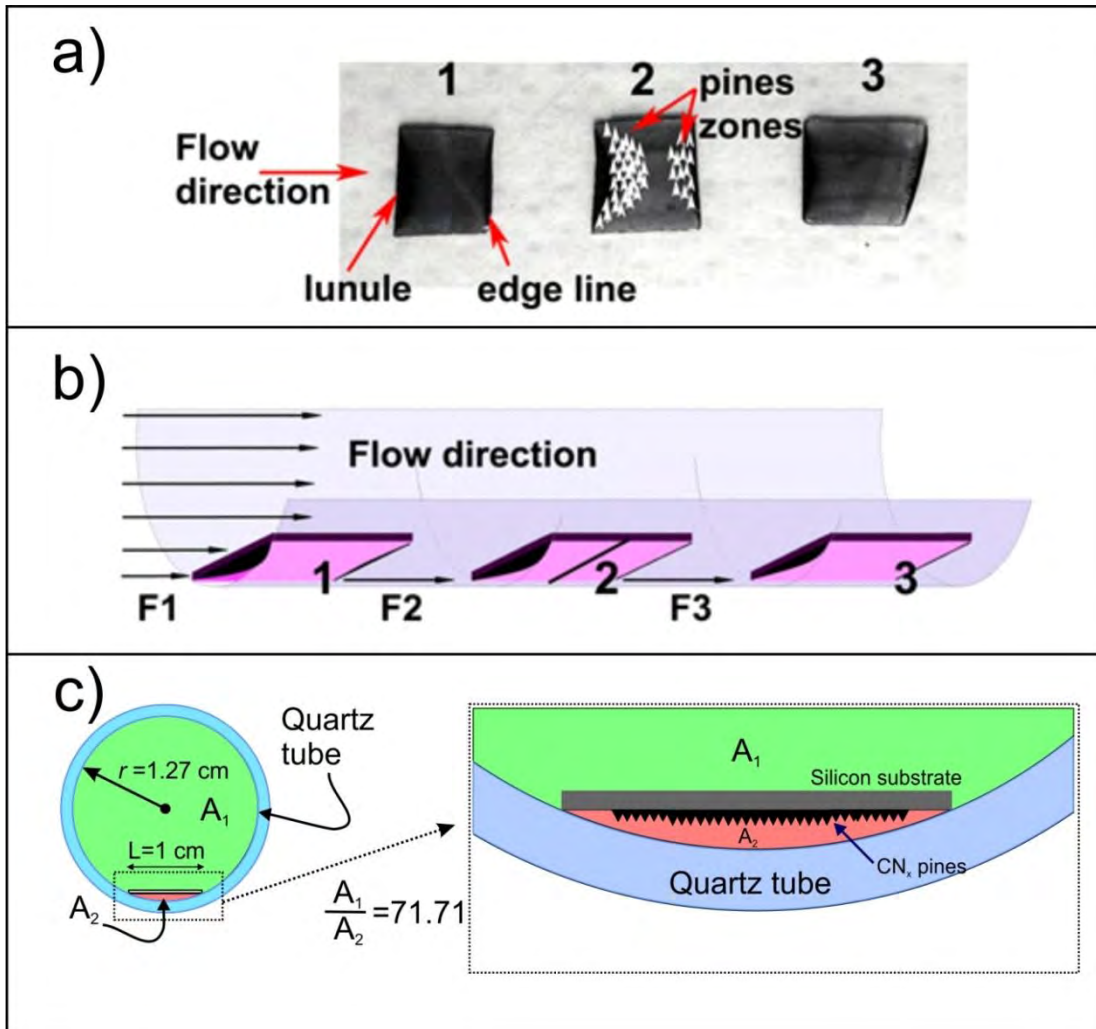 a)
1 2 3
pines
zones
Flow
direction
lunule
edge line
b)
Flow direction
1 2 3
F1 F2 F3
c)
Quartz
tube
r =1.27 cm
A₁
L=1 cm
A₂
A₁/A₂ =71.71
A₁
Silicon substrate
A₂
CNₓ pines
Quartz tube